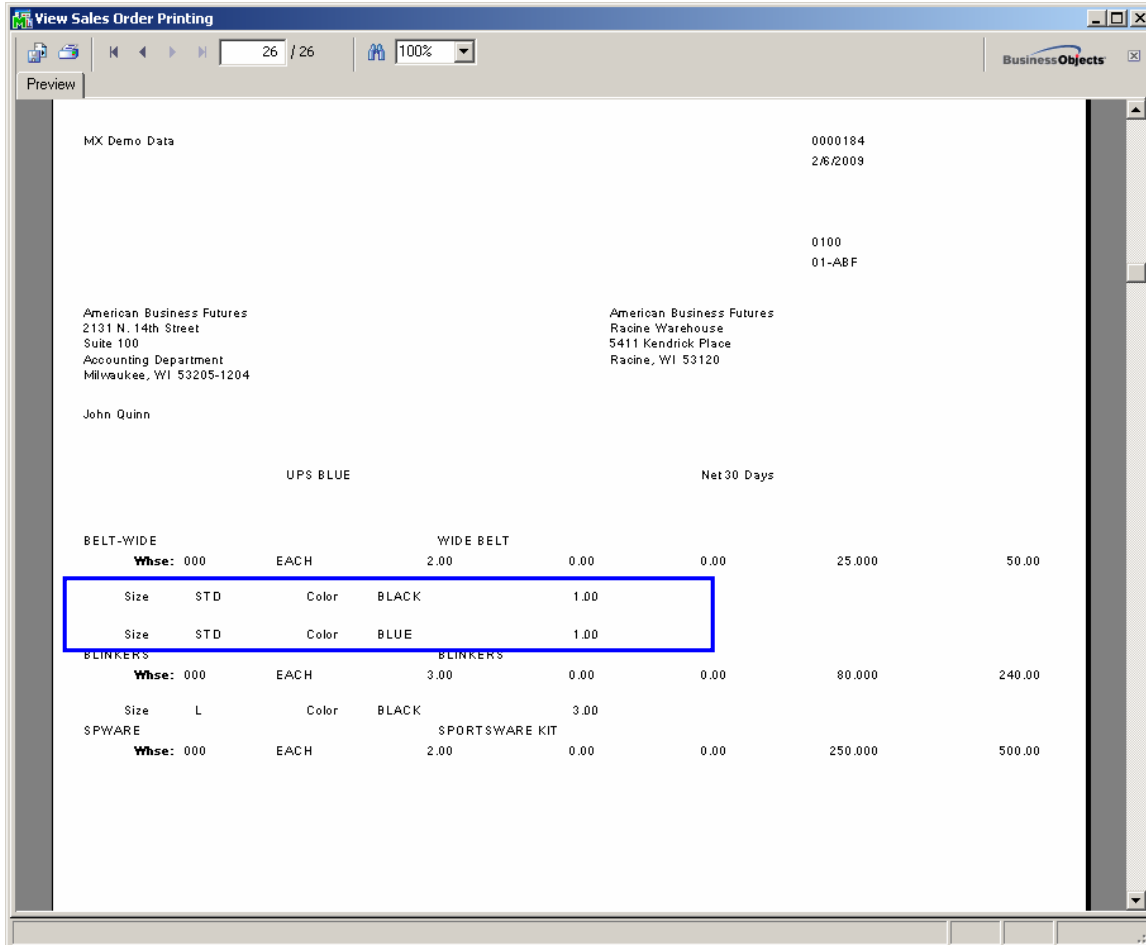 View Sales Order Printing
26 / 26 100% BusinessObjects
Preview
MX Demo Data 0000184
2/6/2009
0100
01-ABF
American Business Futures American Business Futures
2131 N. 14th Street Racine Warehouse
Suite 100 5411 Kendrick Place
Accounting Department Racine, WI 53120
Milwaukee, WI 53205-1204
John Quinn
UPS BLUE Net 30 Days
BELT-WIDE WIDE BELT
Whse: 000 EACH 2.00 0.00 0.00 25.000 50.00
Size STD Color BLACK 1.00
Size STD Color BLUE 1.00
BLINKERS BLINKERS
Whse: 000 EACH 3.00 0.00 0.00 80.000 240.00
Size L Color BLACK 3.00
SPWARE SPORTSWARE KIT
Whse: 000 EACH 2.00 0.00 0.00 250.000 500.00